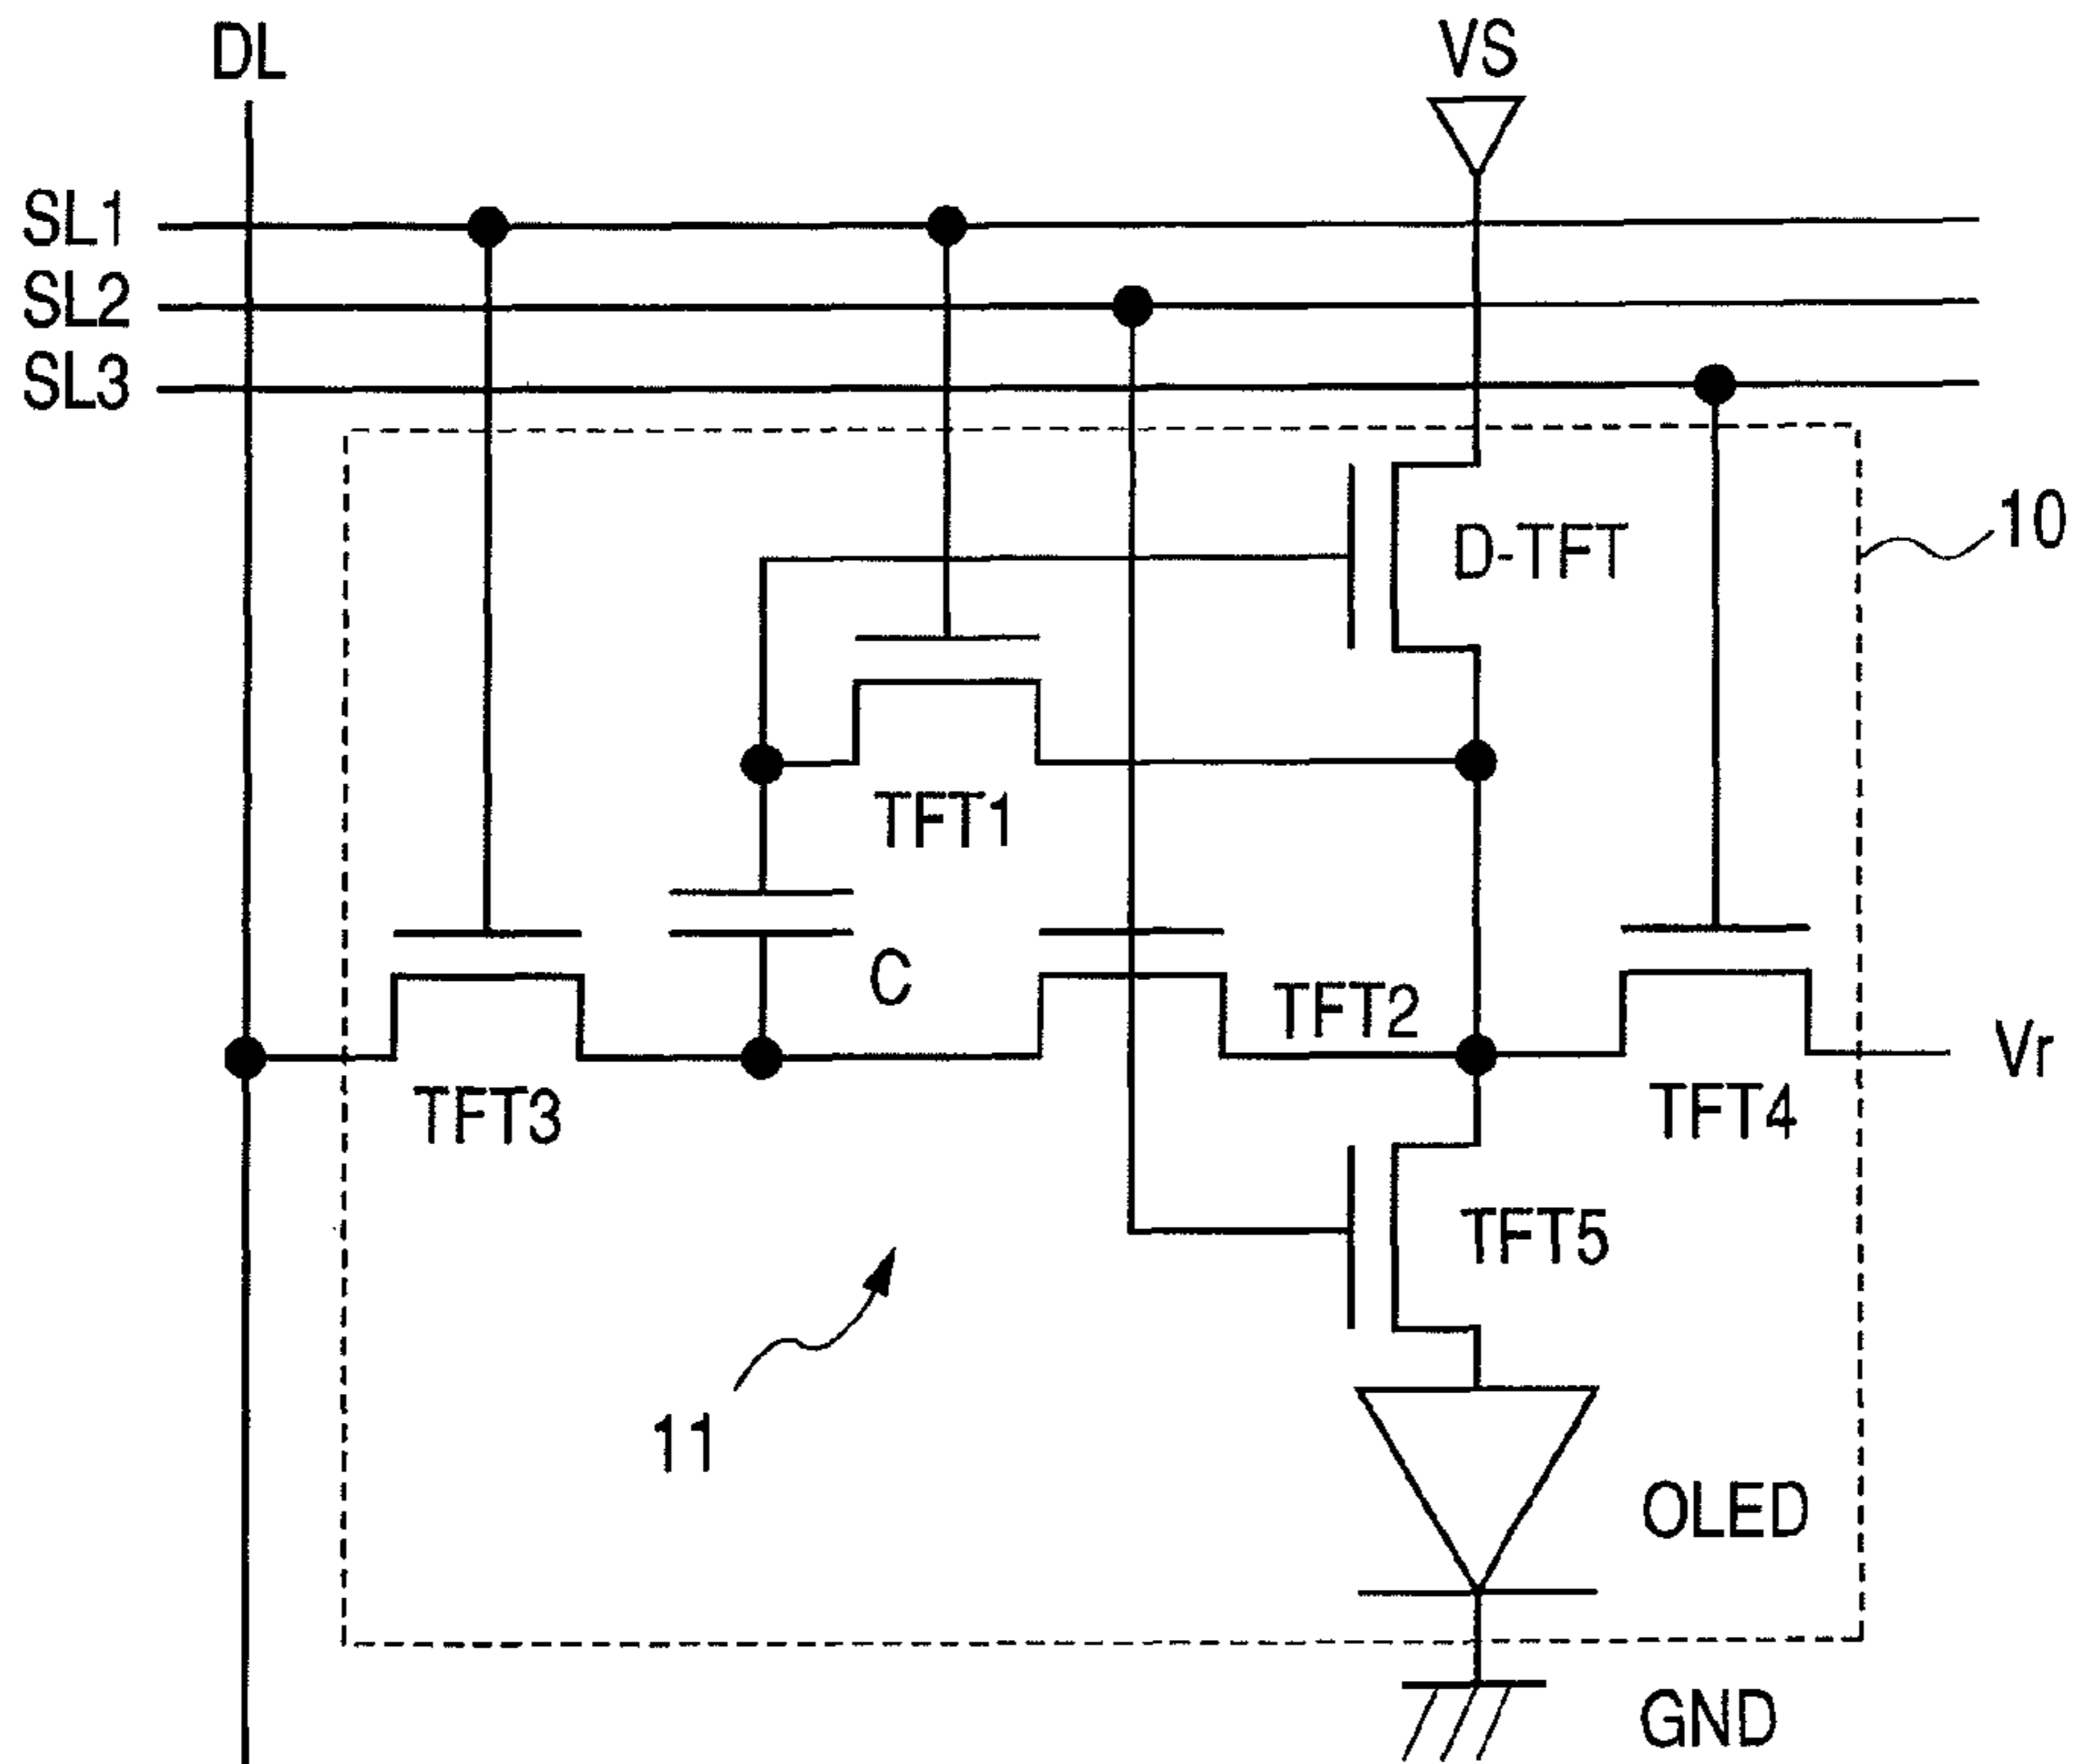 DL
VS
SL1
SL2
SL3
10
D-TFT
TFT1
C
TFT2
Vr
TFT3
TFT4
TFT5
11
OLED
GND